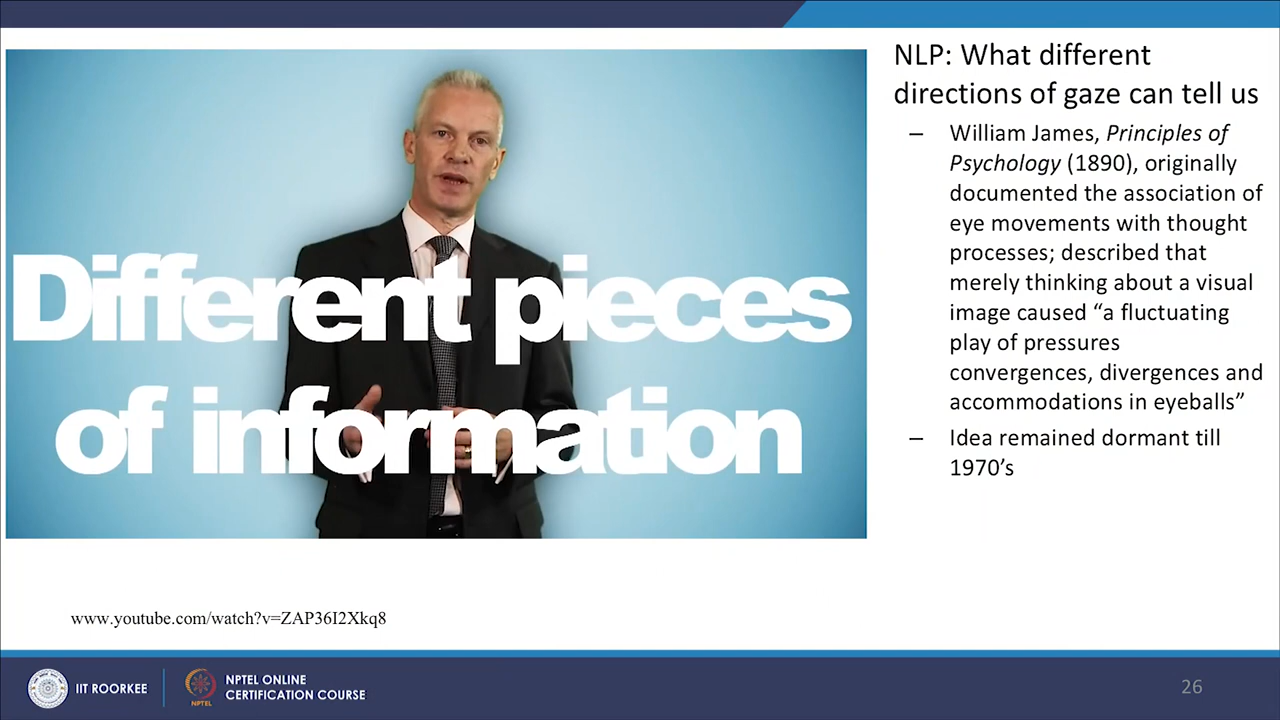 Different pieces
of information
NLP: What different
directions of gaze can tell us
– William James, Principles of
Psychology (1890), originally
documented the association of
eye movements with thought
processes; described that
merely thinking about a visual
image caused “a fluctuating
play of pressures
convergences, divergences and
accommodations in eyeballs”
– Idea remained dormant till
1970’s
www.youtube.com/watch?v=ZAP36I2Xkq8
IIT ROORKEE
NPTEL
NPTEL ONLINE
CERTIFICATION COURSE
26